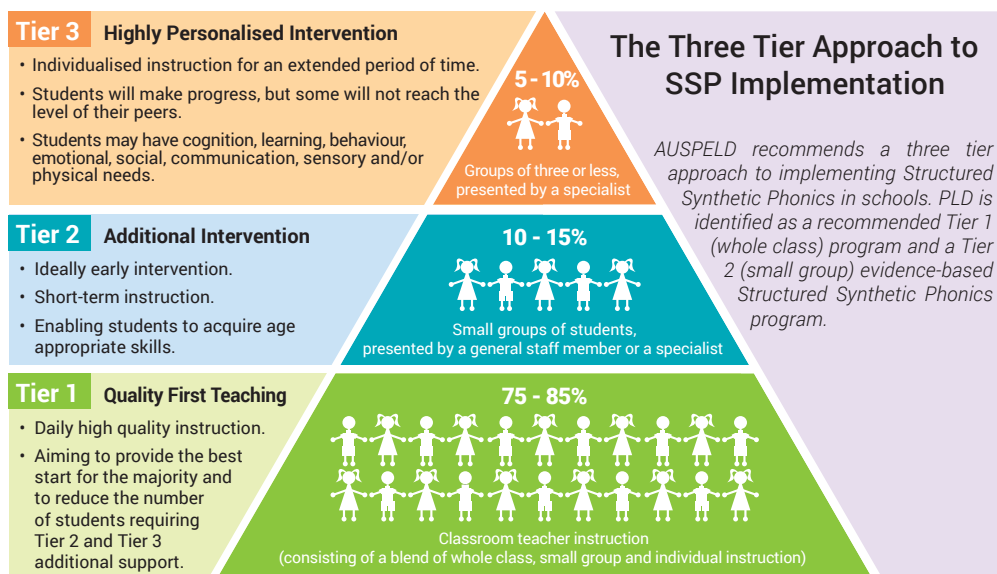 Tier 3 Highly Personalised Intervention
• Individualised instruction for an extended period of time.
• Students will make progress, but some will not reach the
level of their peers.
• Students may have cognition, learning, behaviour,
emotional, social, communication, sensory and/or
physical needs.
5 - 10%
Groups of three or less,
presented by a specialist
The Three Tier Approach to
SSP Implementation
AUSPELD recommends a three tier
approach to implementing Structured
Synthetic Phonics in schools. PLD is
identified as a recommended Tier 1
(whole class) program and a Tier
2 (small group) evidence-based
Structured Synthetic Phonics
program.
Tier 2 Additional Intervention
• Ideally early intervention.
• Short-term instruction.
• Enabling students to acquire age
appropriate skills.
10 - 15%
Small groups of students,
presented by a general staff member or a specialist
Tier 1 Quality First Teaching
• Daily high quality instruction.
• Aiming to provide the best
start for the majority and
to reduce the number
of students requiring
Tier 2 and Tier 3
additional support.
75 - 85%
Classroom teacher instruction
(consisting of a blend of whole class, small group and individual instruction)